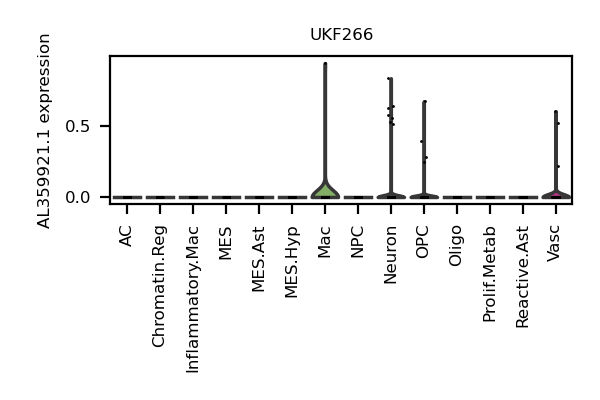 UKF266
AL359921.1 expression
0.5
0.0
AC
Chromatin.Reg
Inflammatory.Mac
MES
MES.Ast
MES.Hyp
Mac
NPC
Neuron
OPC
Oligo
Prolif.Metab
Reactive.Ast
Vasc